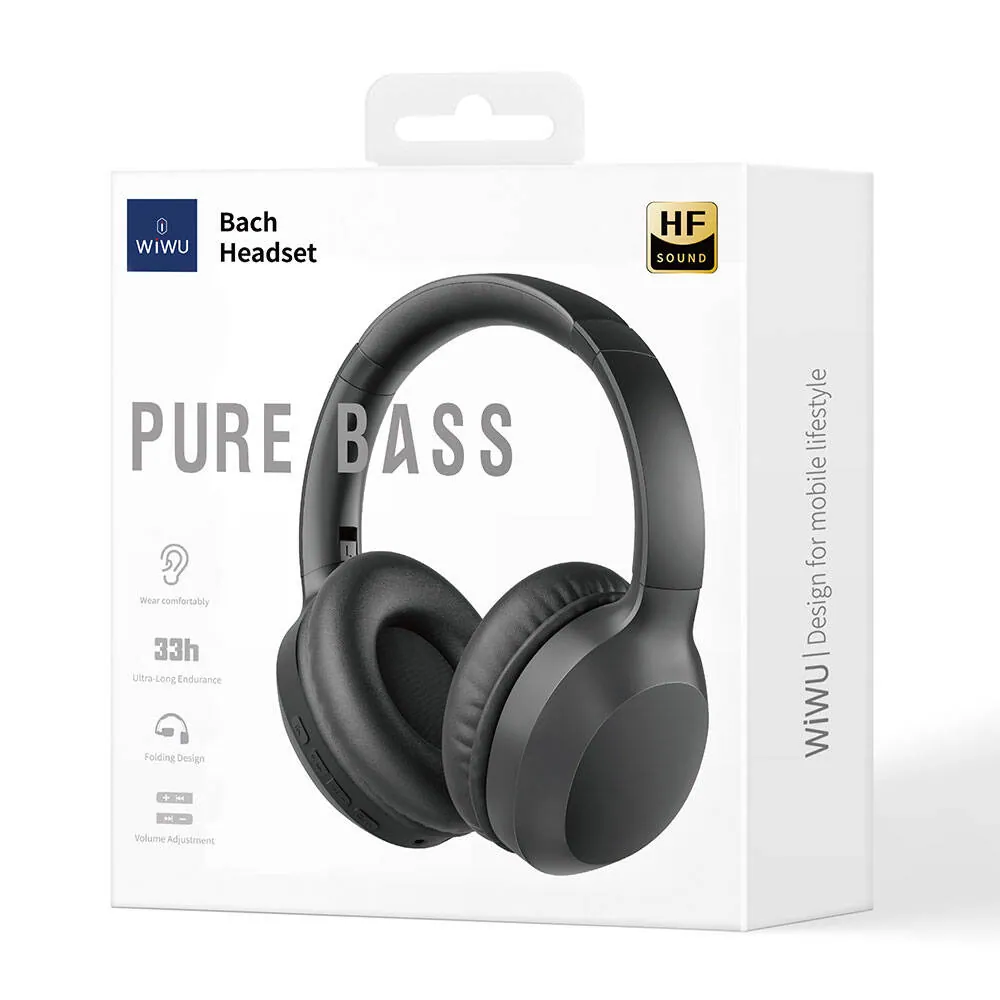 WiWU
Bach
Headset
HF
SOUND
PURE BASS
Wear comfortably
33h
Ultra-Long Endurance
Folding Design
Volume Adjustment
WiWU | Design for mobile lifestyle
L